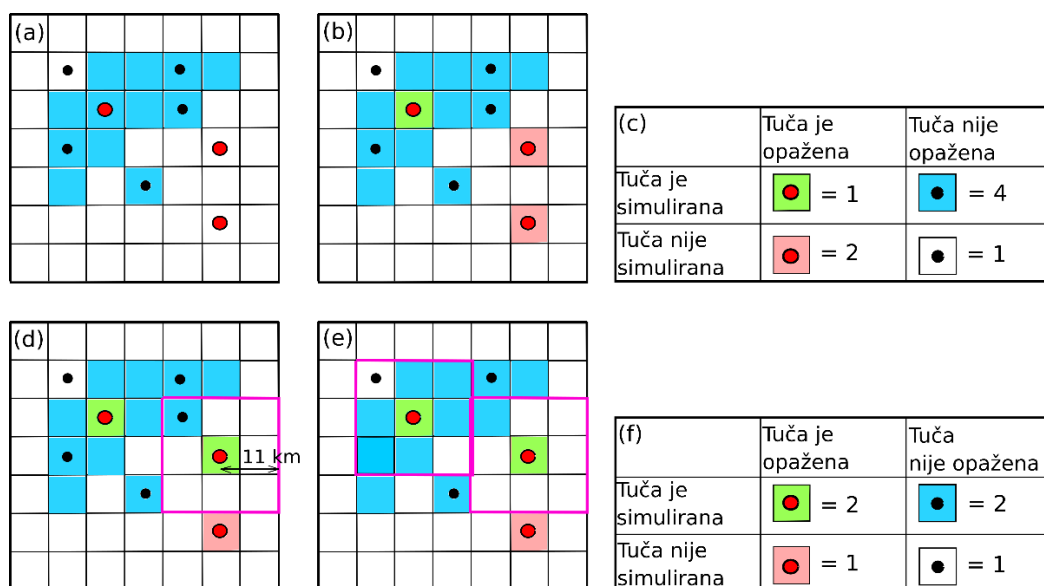 (a)
(b)
(c)
Tuča je
opažena
Tuča nije
opažena
Tuča je
simulirana
= 1
= 4
Tuča nije
simulirana
= 2
= 1
(d)
11 km
(e)
(f)
Tuča je
opažena
Tuča
nije opažena
Tuča je
simulirana
= 2
= 2
Tuča nije
simulirana
= 1
= 1